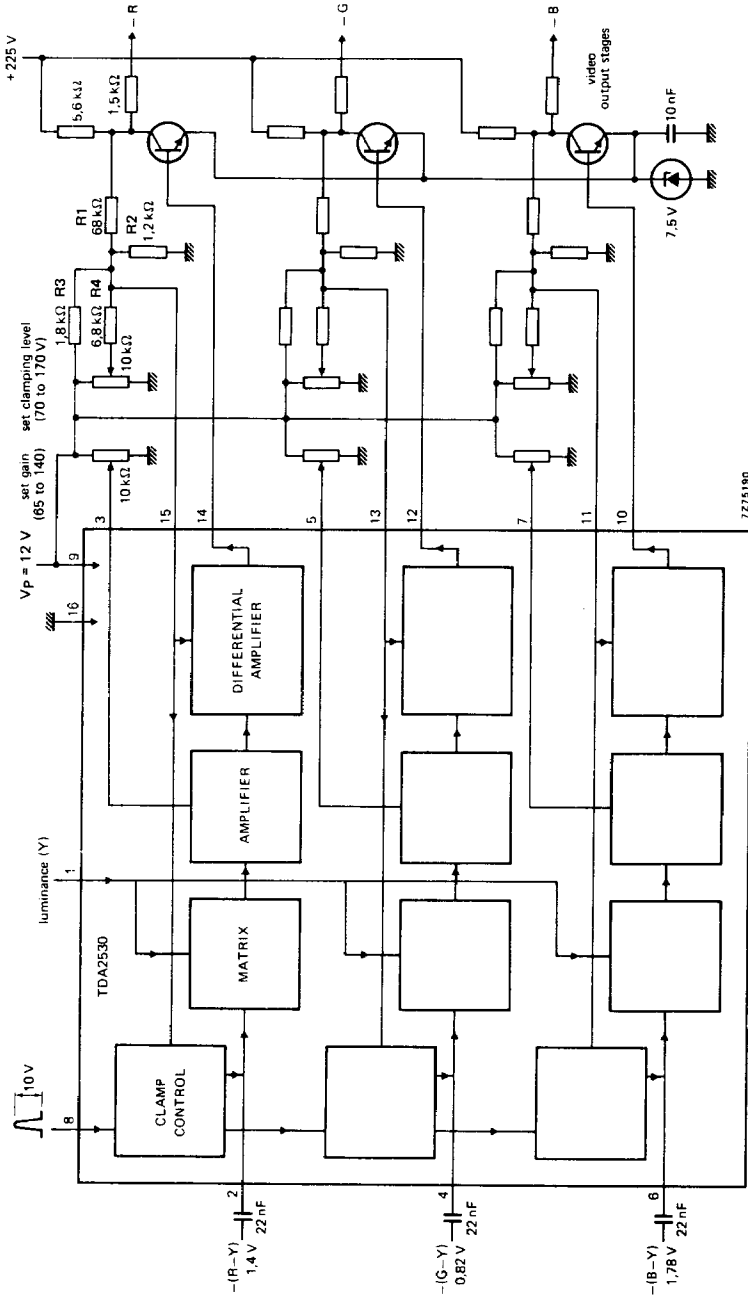 +225 V
– R
– G
– B
5,6 kΩ
1,5 kΩ
R1
68 kΩ
R2
1,2 kΩ
1,8 kΩ R3
6,8 kΩ R4
10 kΩ
set clamping level
(70 to 170 V)
set gain
(65 to 140)
10 kΩ
VP = 12 V
video
output stages
10 nF
7,5 V
3
15
14
5
13
12
7
11
10
9
16
1
8
2
4
6
DIFFERENTIAL
AMPLIFIER
AMPLIFIER
luminance (Y)
TDA2530
MATRIX
10 V
CLAMP
CONTROL
22 nF
22 nF
22 nF
–(R–Y)
1,4 V
–(G–Y)
0,82 V
–(B–Y)
1,78 V
7Z75190